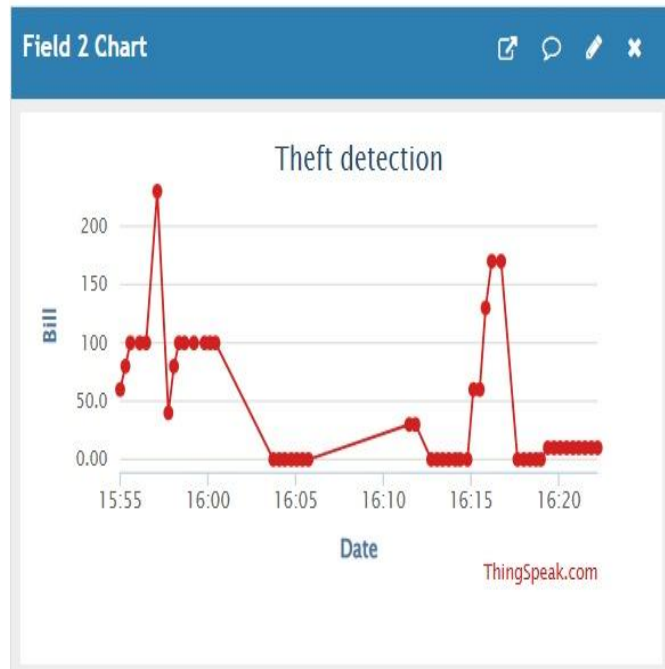 Field 2 Chart
Theft detection
200
150
100
50.0
0.00
Bill
15:55 16:00 16:05 16:10 16:15 16:20
Date
ThingSpeak.com